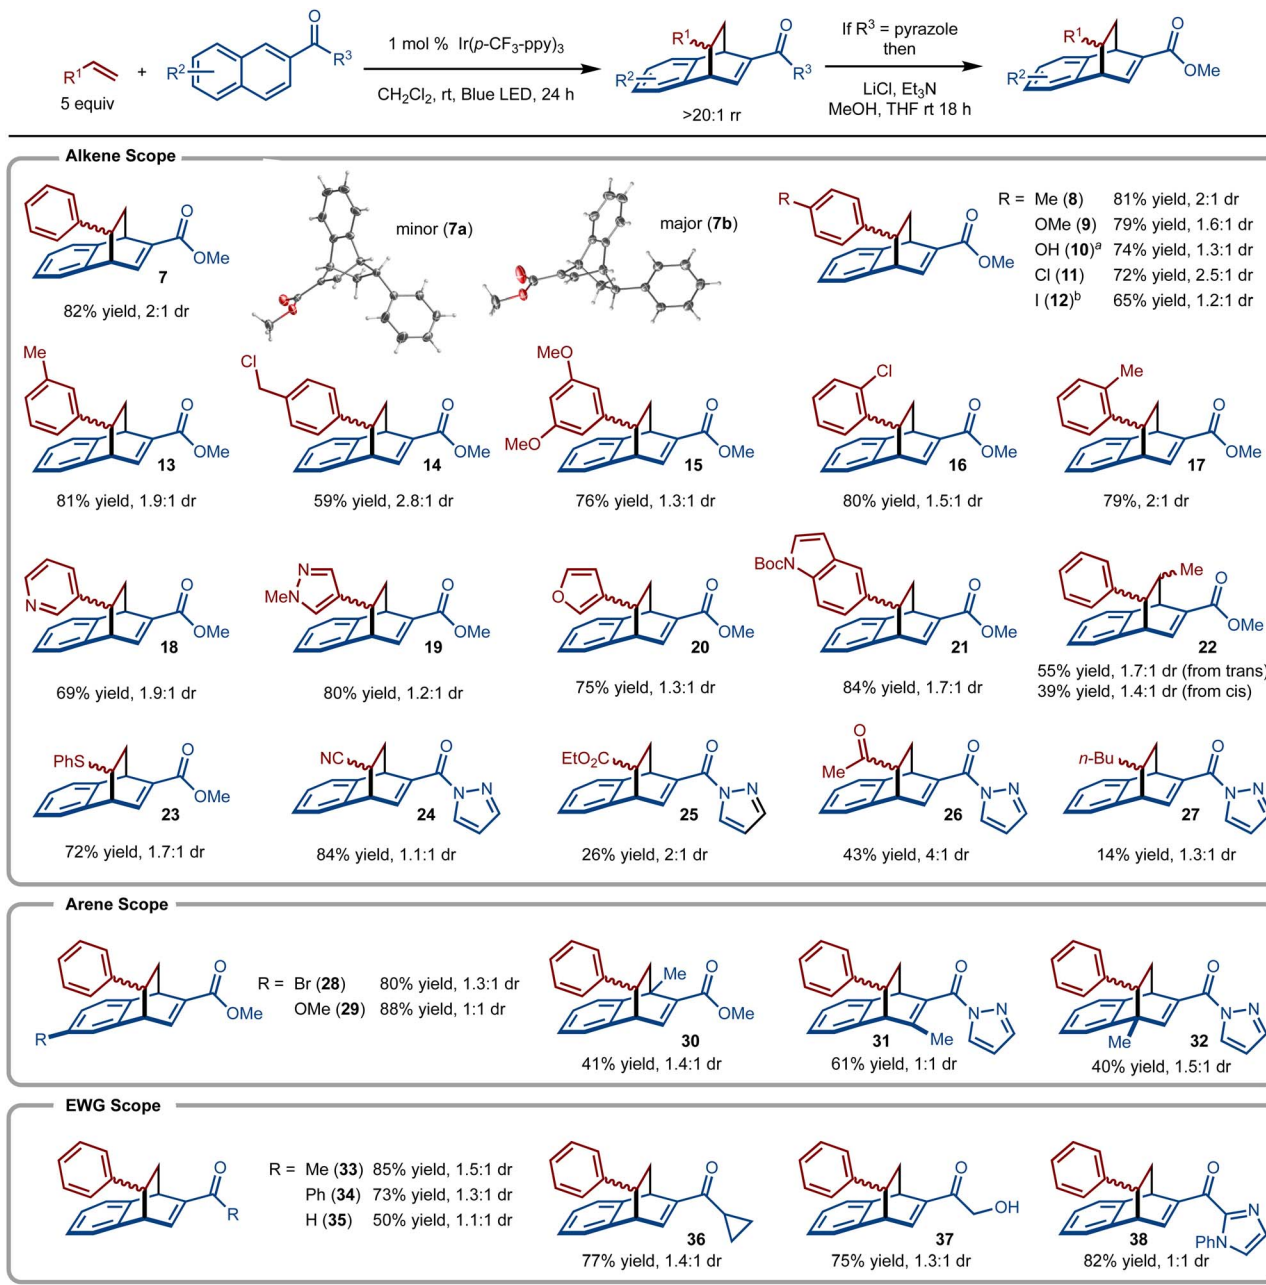 R¹
5 equiv
+
R²
O
R³
1 mol % Ir(p-CF₃-ppy)₃
CH₂Cl₂, rt, Blue LED, 24 h
R¹
R²
O
R³
>20:1 rr
If R³ = pyrazole
then
LiCl, Et₃N
MeOH, THF rt 18 h
R¹
R²
O
OMe
Alkene Scope
O
OMe
7
82% yield, 2:1 dr
minor (7a)
major (7b)
R
O
OMe
R = Me (8) 81% yield, 2:1 dr
OMe (9) 79% yield, 1.6:1 dr
OH (10)ᵃ 74% yield, 1.3:1 dr
Cl (11) 72% yield, 2.5:1 dr
I (12)ᵇ 65% yield, 1.2:1 dr
Me
O
OMe
13
81% yield, 1.9:1 dr
Cl
O
OMe
14
59% yield, 2.8:1 dr
MeO
OMe
O
OMe
15
76% yield, 1.3:1 dr
Cl
O
OMe
16
80% yield, 1.5:1 dr
Me
O
OMe
17
79%, 2:1 dr
N
O
OMe
18
69% yield, 1.9:1 dr
N
MeN
O
OMe
19
80% yield, 1.2:1 dr
O
O
OMe
20
75% yield, 1.3:1 dr
BocN
O
OMe
21
84% yield, 1.7:1 dr
Me
O
OMe
22
55% yield, 1.7:1 dr (from trans)
39% yield, 1.4:1 dr (from cis)
PhS
O
OMe
23
72% yield, 1.7:1 dr
NC
O
N N
24
84% yield, 1.1:1 dr
EtO₂C
O
N N
25
26% yield, 2:1 dr
O
Me
O
N N
26
43% yield, 4:1 dr
n-Bu
O
N N
27
14% yield, 1.3:1 dr
Arene Scope
R
O
OMe
R = Br (28) 80% yield, 1.3:1 dr
OMe (29) 88% yield, 1:1 dr
Me
O
OMe
30
41% yield, 1.4:1 dr
O
N N
Me
31
61% yield, 1:1 dr
O
N N
Me
32
40% yield, 1.5:1 dr
EWG Scope
O
R
R = Me (33) 85% yield, 1.5:1 dr
Ph (34) 73% yield, 1.3:1 dr
H (35) 50% yield, 1.1:1 dr
O
36
77% yield, 1.4:1 dr
O
OH
37
75% yield, 1.3:1 dr
O
N
PhN
38
82% yield, 1:1 dr